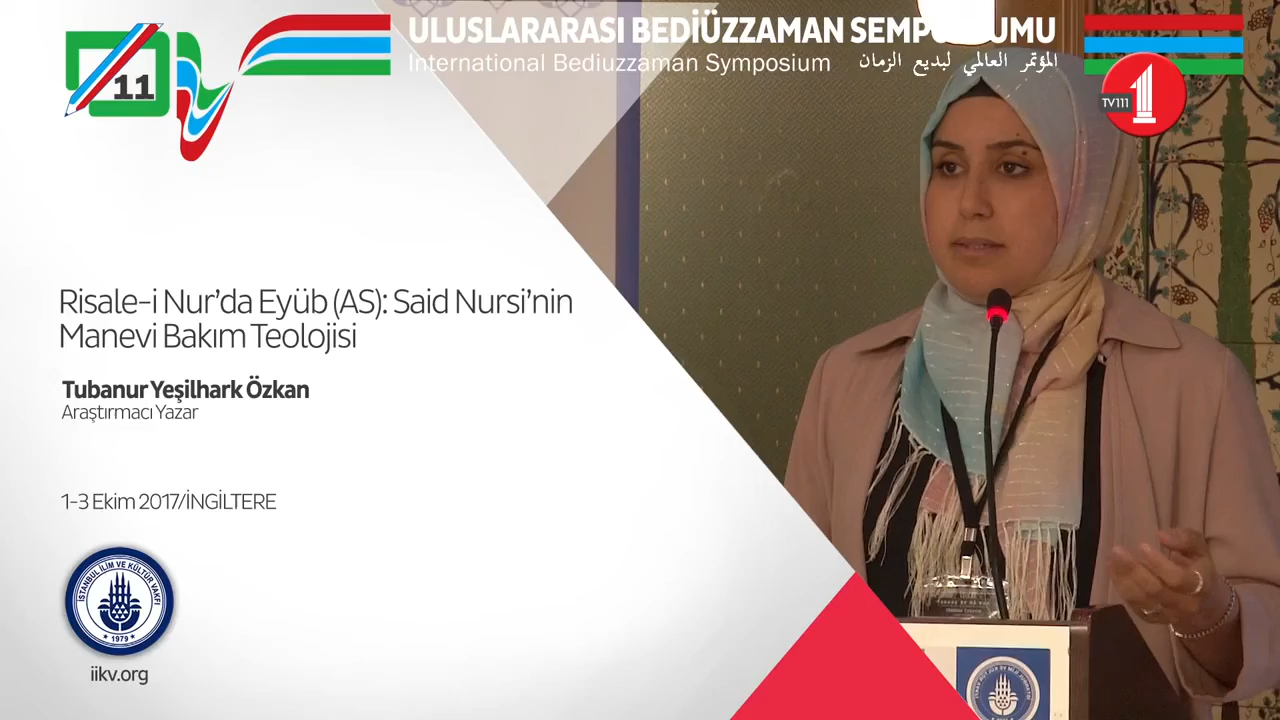 11
ULUSLARARASI BEDİÜZZAMAN SEMPOZYUMU
International Bediuzzaman Symposium
المؤتمر العالمي لبديع الزمان
TV111
1
Risale-i Nur’da Eyüb (AS): Said Nursi’nin
Manevi Bakım Teolojisi
Tubanur Yeşilhark Özkan
Araştırmacı Yazar
1-3 Ekim 2017/İNGİLTERE
İSTANBUL İLİM VE KÜLTÜR VAKFI
1979
iikv.org